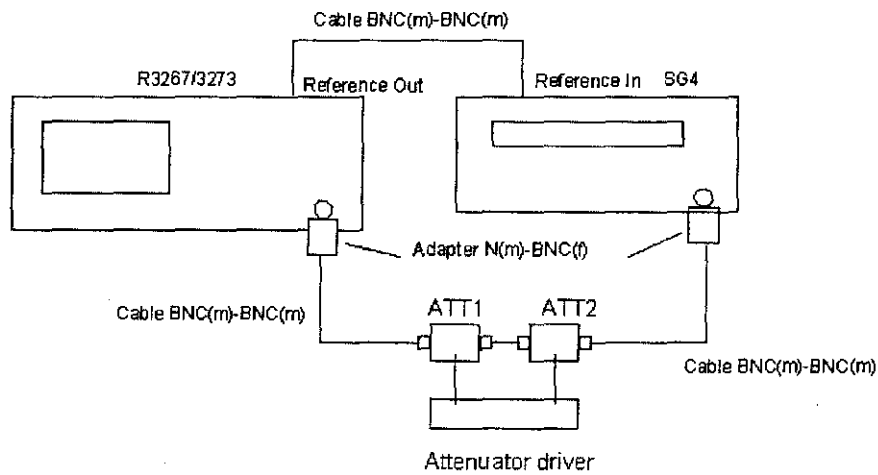 Cable BNC(m)-BNC(m)
R3267/3273
Reference Out
Reference In SG4
Adapter N(m)-BNC(f)
Cable BNC(m)-BNC(m)
ATT1
ATT2
Cable BNC(m)-BNC(m)
Attenuator driver